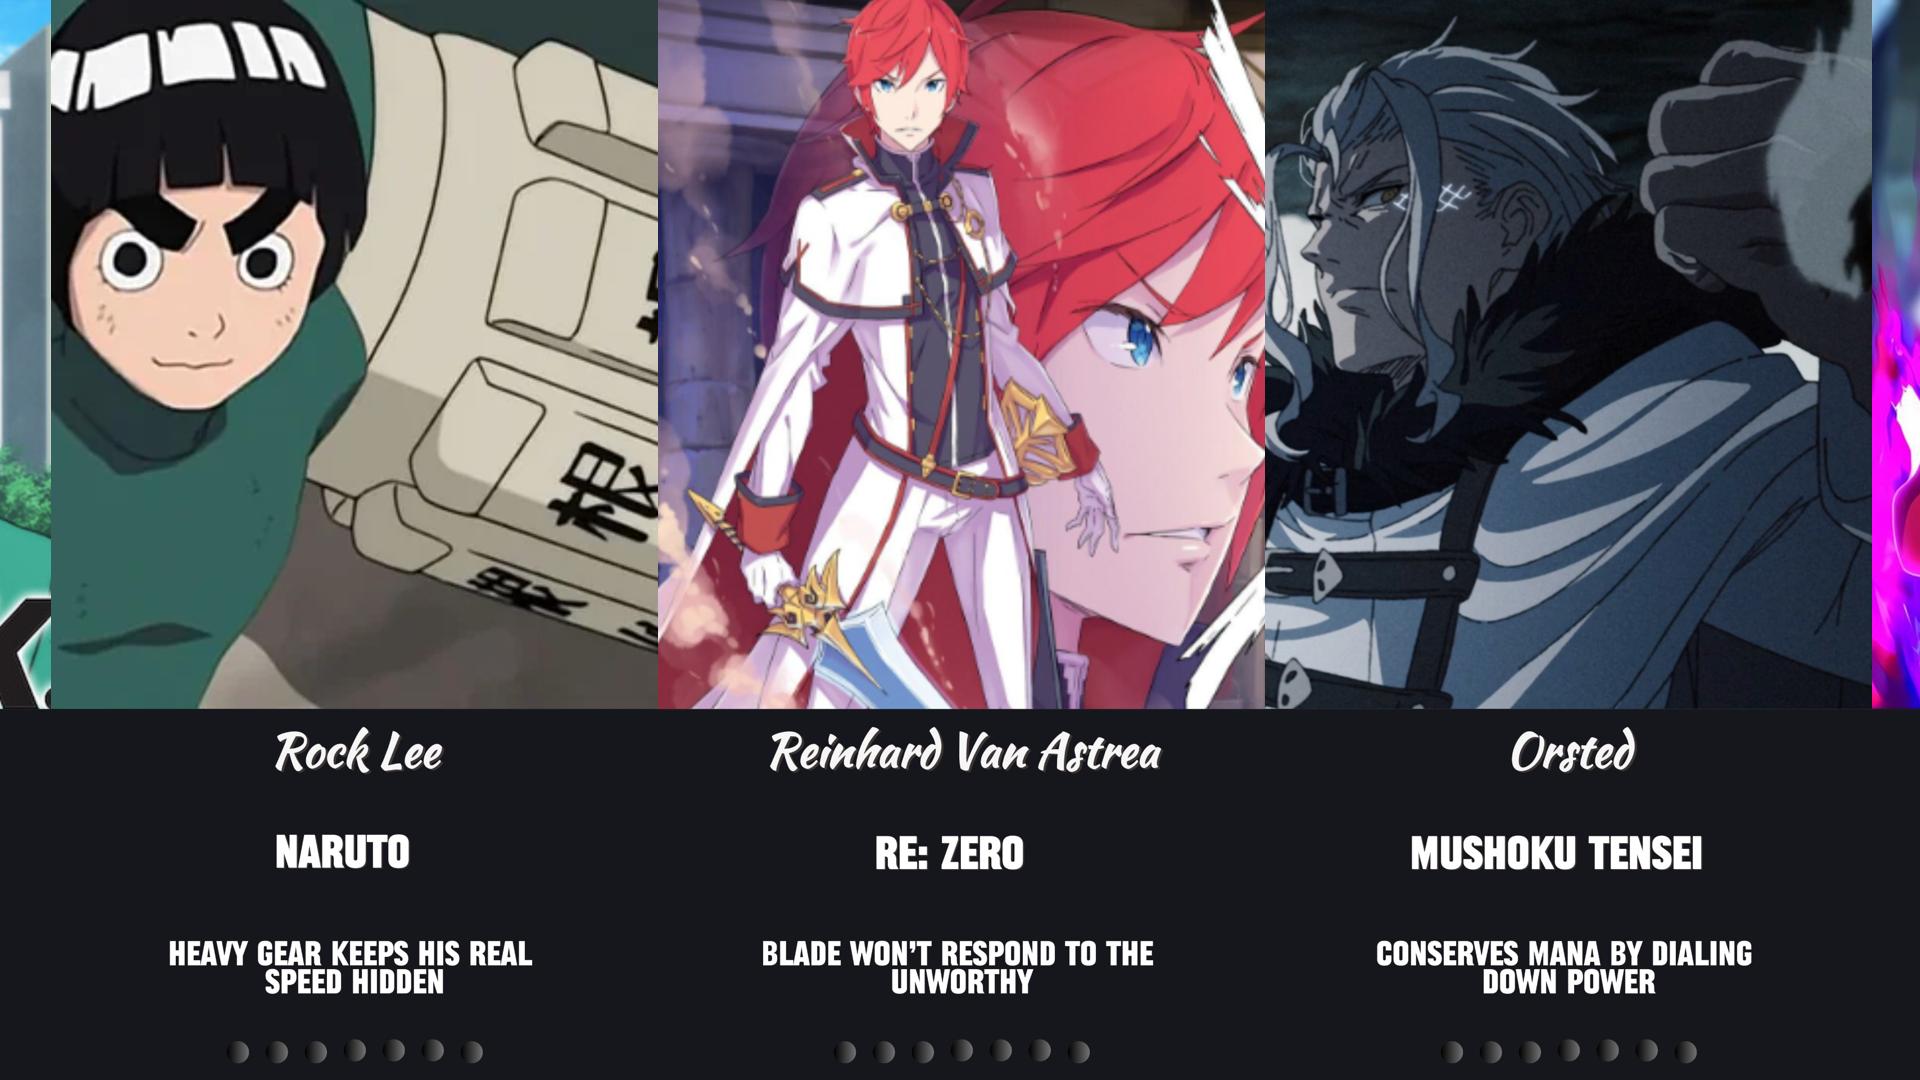 根
Rock Lee
Reinhard Van Astrea
Orsted
NARUTO
RE: ZERO
MUSHOKU TENSEI
HEAVY GEAR KEEPS HIS REAL
SPEED HIDDEN
BLADE WON'T RESPOND TO THE
UNWORTHY
CONSERVES MANA BY DIALING
DOWN POWER